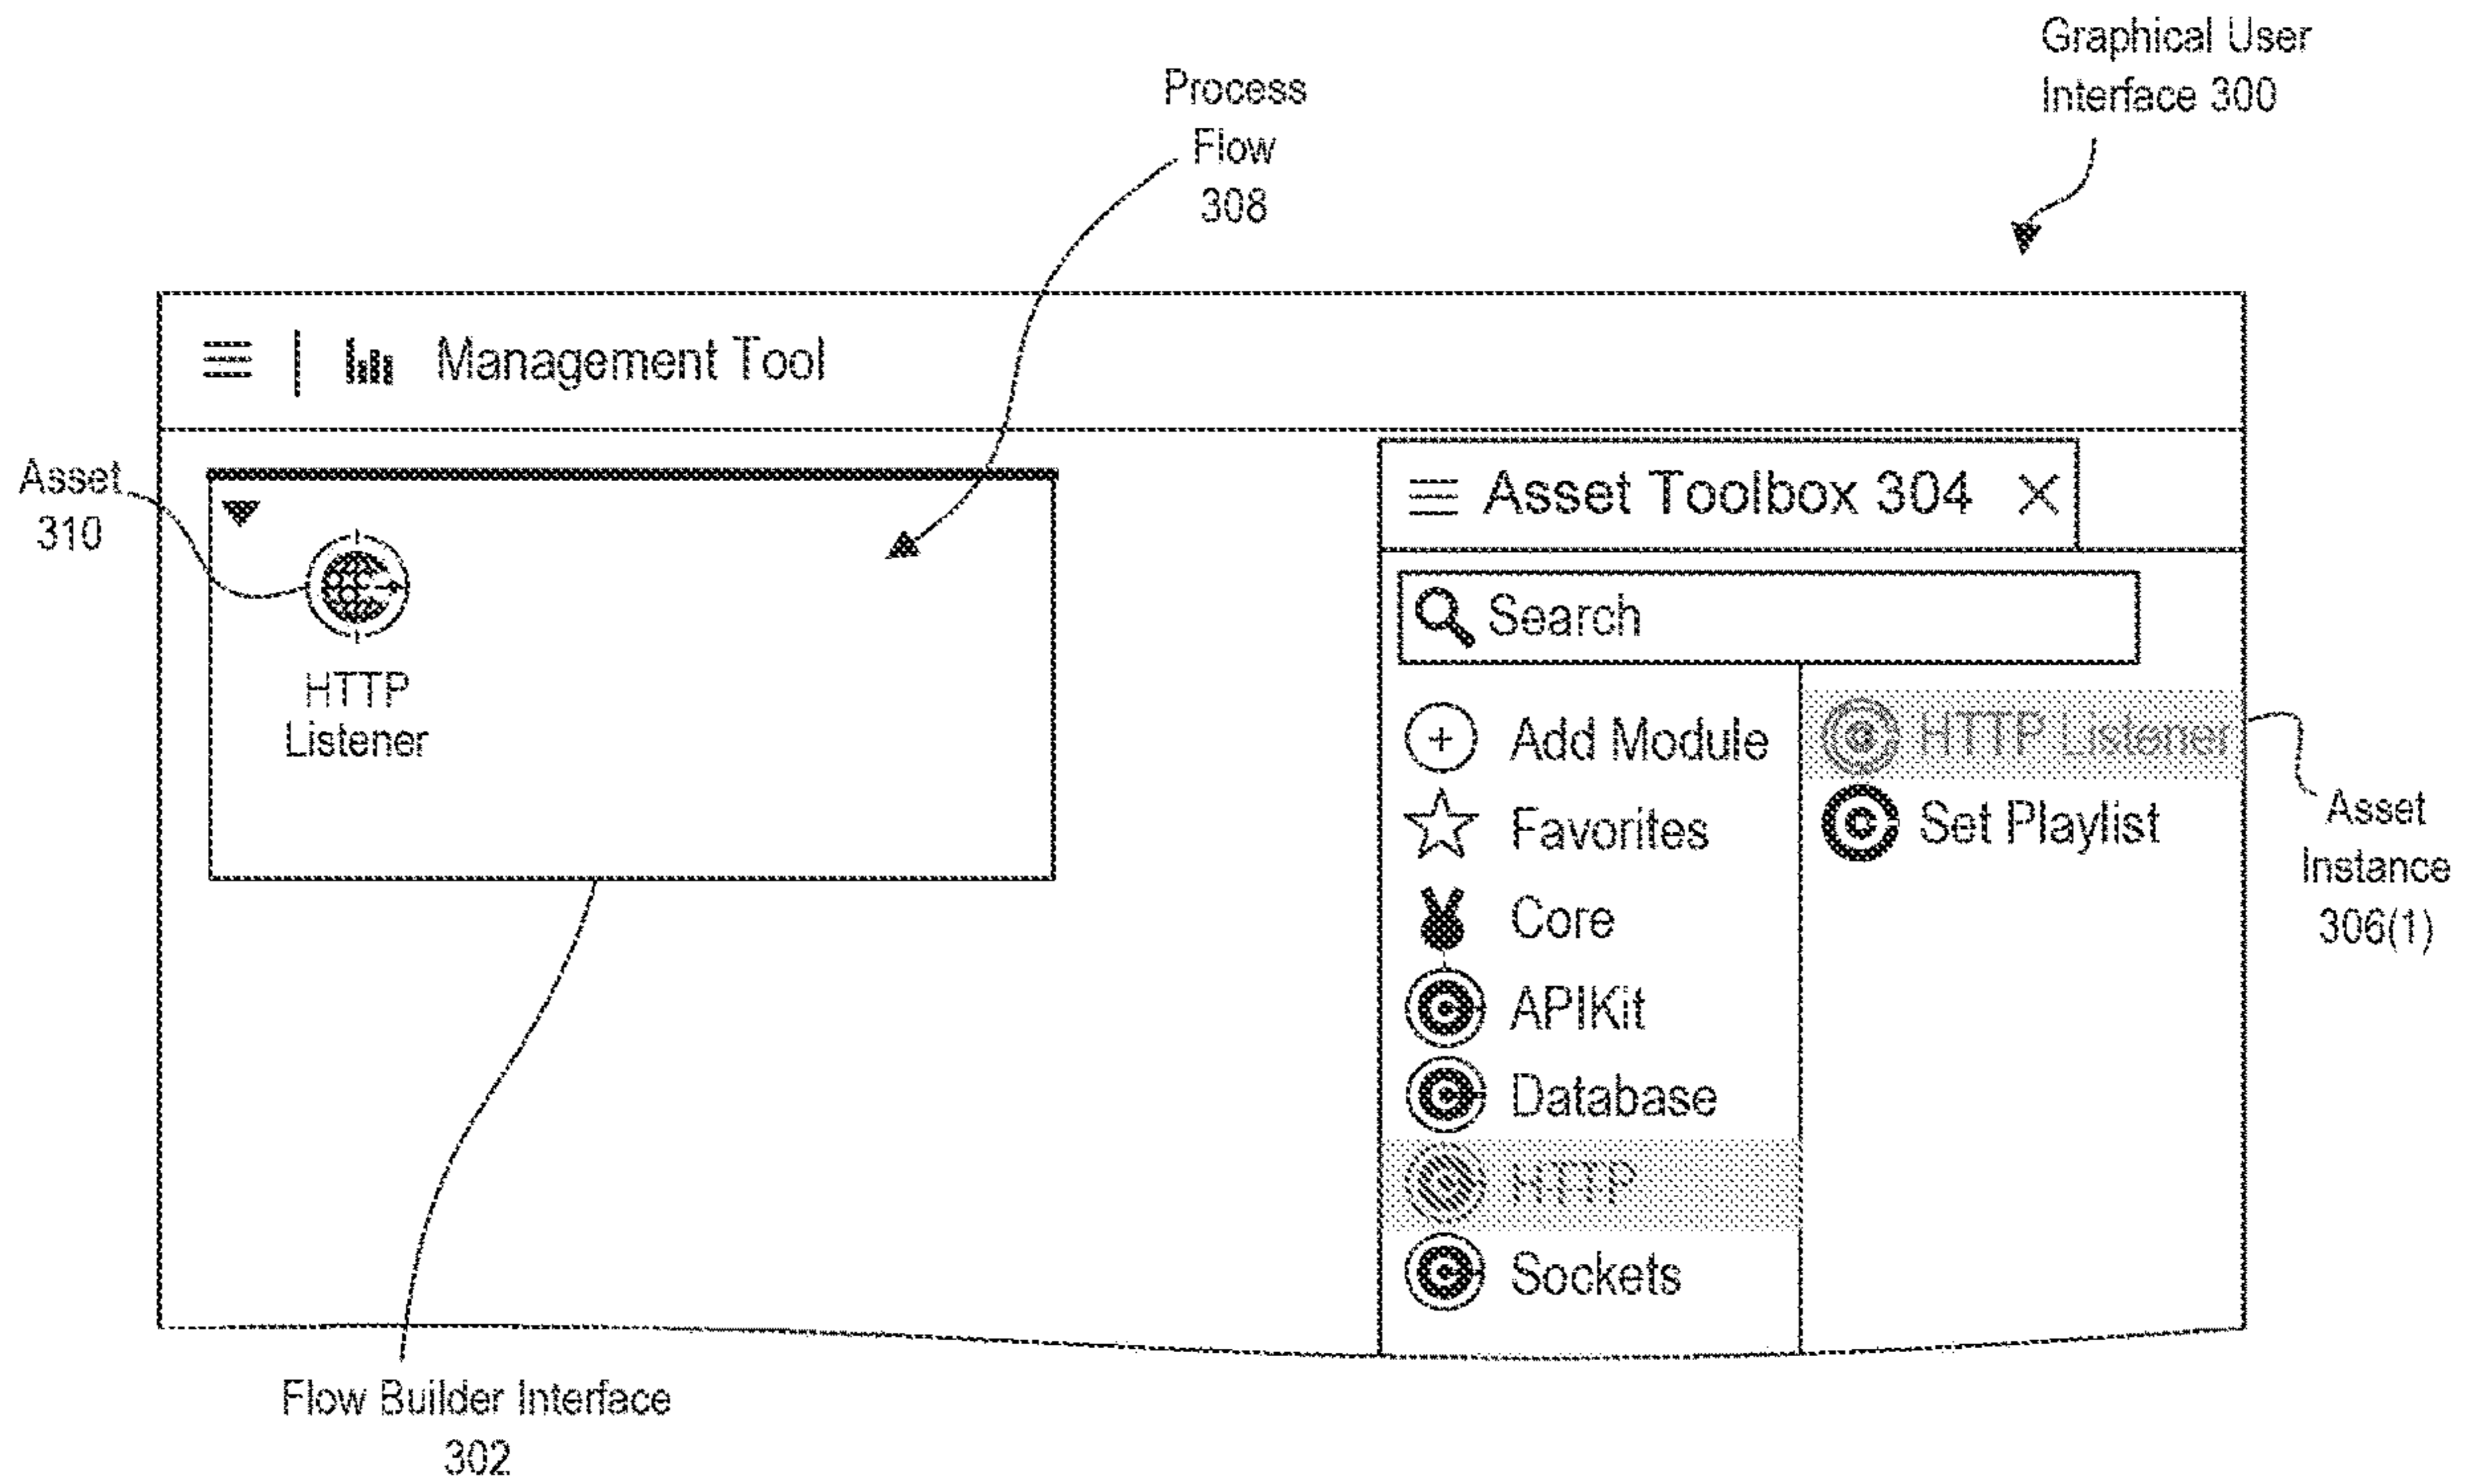 Graphical User
Interface 300
Process
Flow
308
Management Tool
Asset
310
HTTP
Listener
Asset Toolbox 304
Search
Add Module
Favorites
Core
APIKit
Database
HTTP
Sockets
HTTP Listener
Set Playlist
Asset
Instance
306(1)
Flow Builder Interface
302